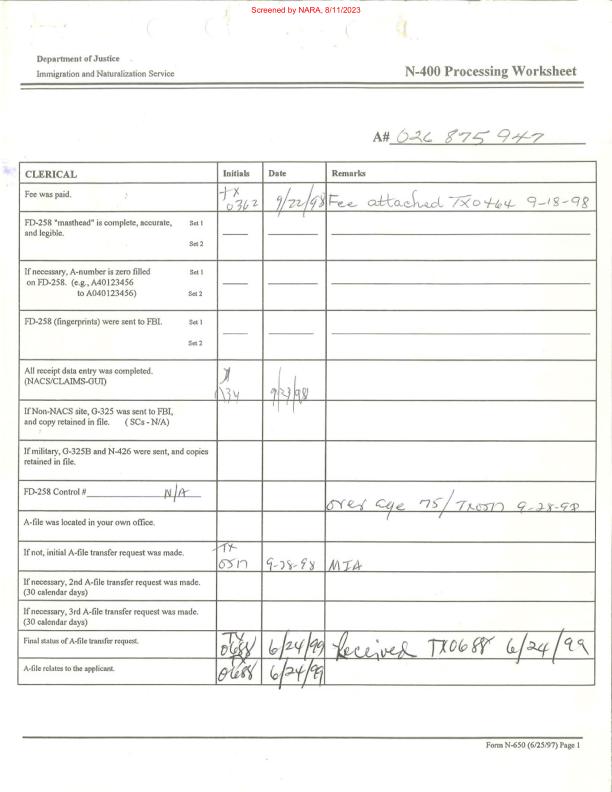 Screened by NARA, 8/11/2023
Department of Justice
Immigration and Naturalization Service
N-400 Processing Worksheet
A# 026 875 947
CLERICAL Initials Date Remarks
Fee was paid. TX 0362 9/22/98 Fee attached TX0464 9-18-98
FD-258 "masthead" is complete, accurate, Set 1
and legible.
Set 2
If necessary, A-number is zero filled Set 1
on FD-258. (e.g., A40123456
to A040123456) Set 2
FD-258 (fingerprints) were sent to FBI. Set 1
Set 2
All receipt data entry was completed.
(NACS/CLAIMS-GUI) 9/23/98
If Non-NACS site, G-325 was sent to FBI,
and copy retained in file. (SCs - N/A)
If military, G-325B and N-426 were sent, and copies
retained in file.
FD-258 Control # N/A
over age 75/TX0517 9-28-98
A-file was located in your own office.
If not, initial A-file transfer request was made. TX 0517 9-28-98 MIA
If necessary, 2nd A-file transfer request was made.
(30 calendar days)
If necessary, 3rd A-file transfer request was made.
(30 calendar days)
Final status of A-file transfer request. TX 0688 6/24/99 Received TX0688 6/24/99
A-file relates to the applicant. TX 0688 6/24/99
Form N-650 (6/25/97) Page 1